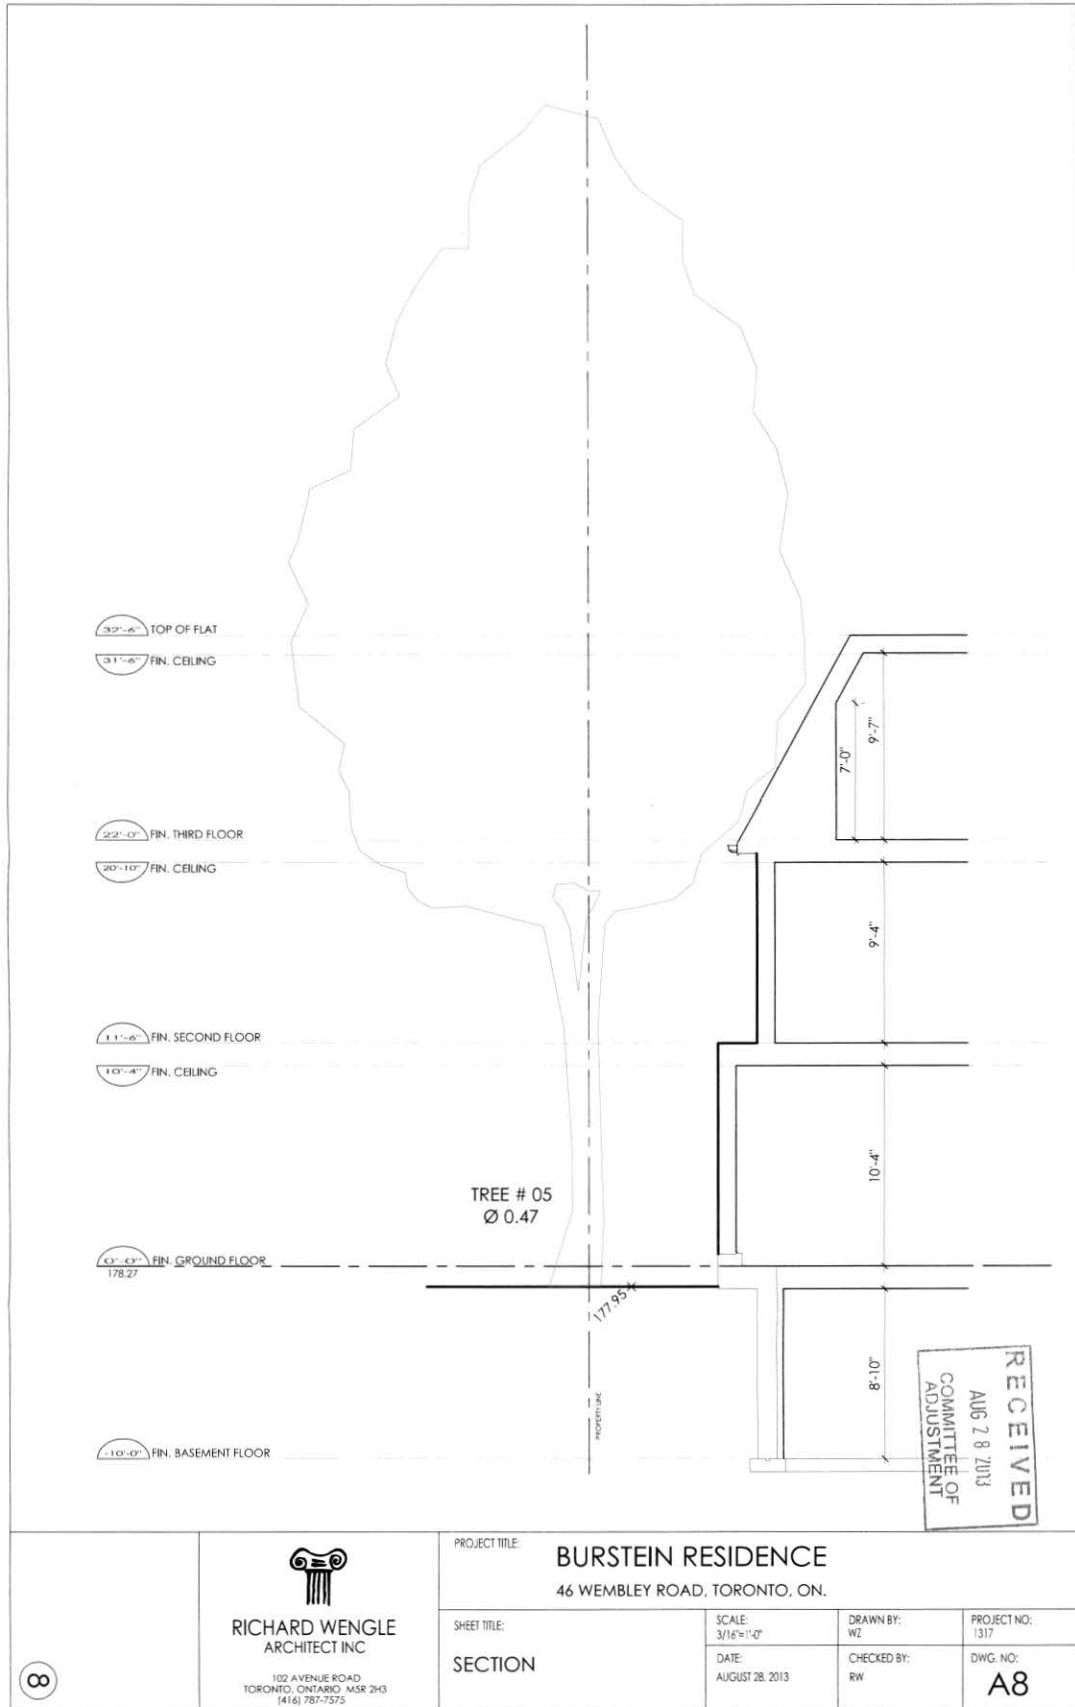 32'-6" TOP OF FLAT
31'-6" FIN. CEILING
9'-7"
7'-0"
22'-0" FIN. THIRD FLOOR
20'-10" FIN. CEILING
9'-4"
11'-6" FIN. SECOND FLOOR
10'-4" FIN. CEILING
10'-4"
TREE # 05
Ø 0.47
0'-0" FIN. GROUND FLOOR
178.27
177.95
8'-10"
PROPERTY LINE
-10'-0" FIN. BASEMENT FLOOR
RECEIVED
AUG 28 2013
COMMITTEE OF
ADJUSTMENT
8
RICHARD WENGLE
ARCHITECT INC
102 AVENUE ROAD
TORONTO, ONTARIO M5R 2H3
(416) 787-7575
PROJECT TITLE:
BURSTEIN RESIDENCE
46 WEMBLEY ROAD, TORONTO, ON.
SHEET TITLE:
SECTION
SCALE:
3/16"=1'-0"
DRAWN BY:
WZ
PROJECT NO:
1317
DATE:
AUGUST 28, 2013
CHECKED BY:
RW
DWG. NO:
A8